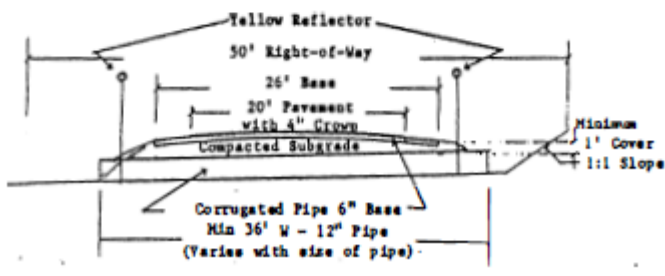 Yellow Reflector
50' Right-of-Way
26' Base
20' Pavement
with 4" Crown
Compacted Subgrade
Minimum
1' Cover
1:1 Slope
Corrugated Pipe 6" Base
Min 36' W - 12" Pipe
(Varies with size of pipe)